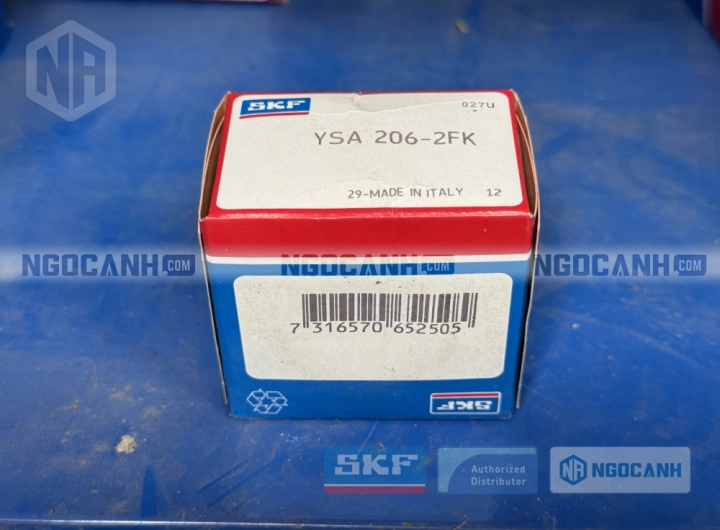 NA
SKF
027U
YSA 206-2FK
29-MADE IN ITALY 12
NGOCANH.COM NGOCANH.COM NGOCANH.COM
7 316570 652505
SKF
SKF
Authorized
Distributor
NA NGOCANH